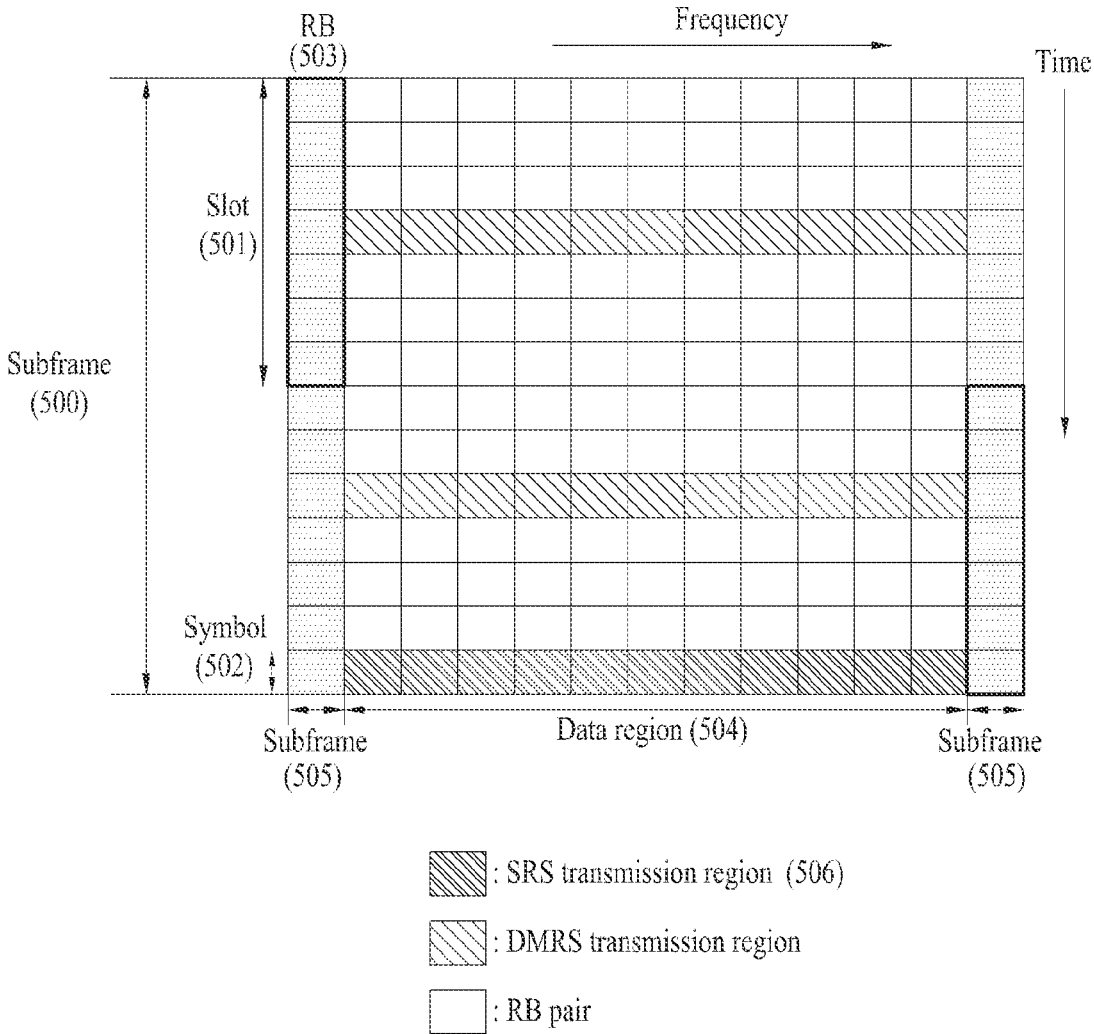 RB
(503)
Frequency
Time
Slot
(501)
Subframe
(500)
Symbol
(502)
Subframe
(505)
Data region (504)
Subframe
(505)
: SRS transmission region (506)
: DMRS transmission region
: RB pair